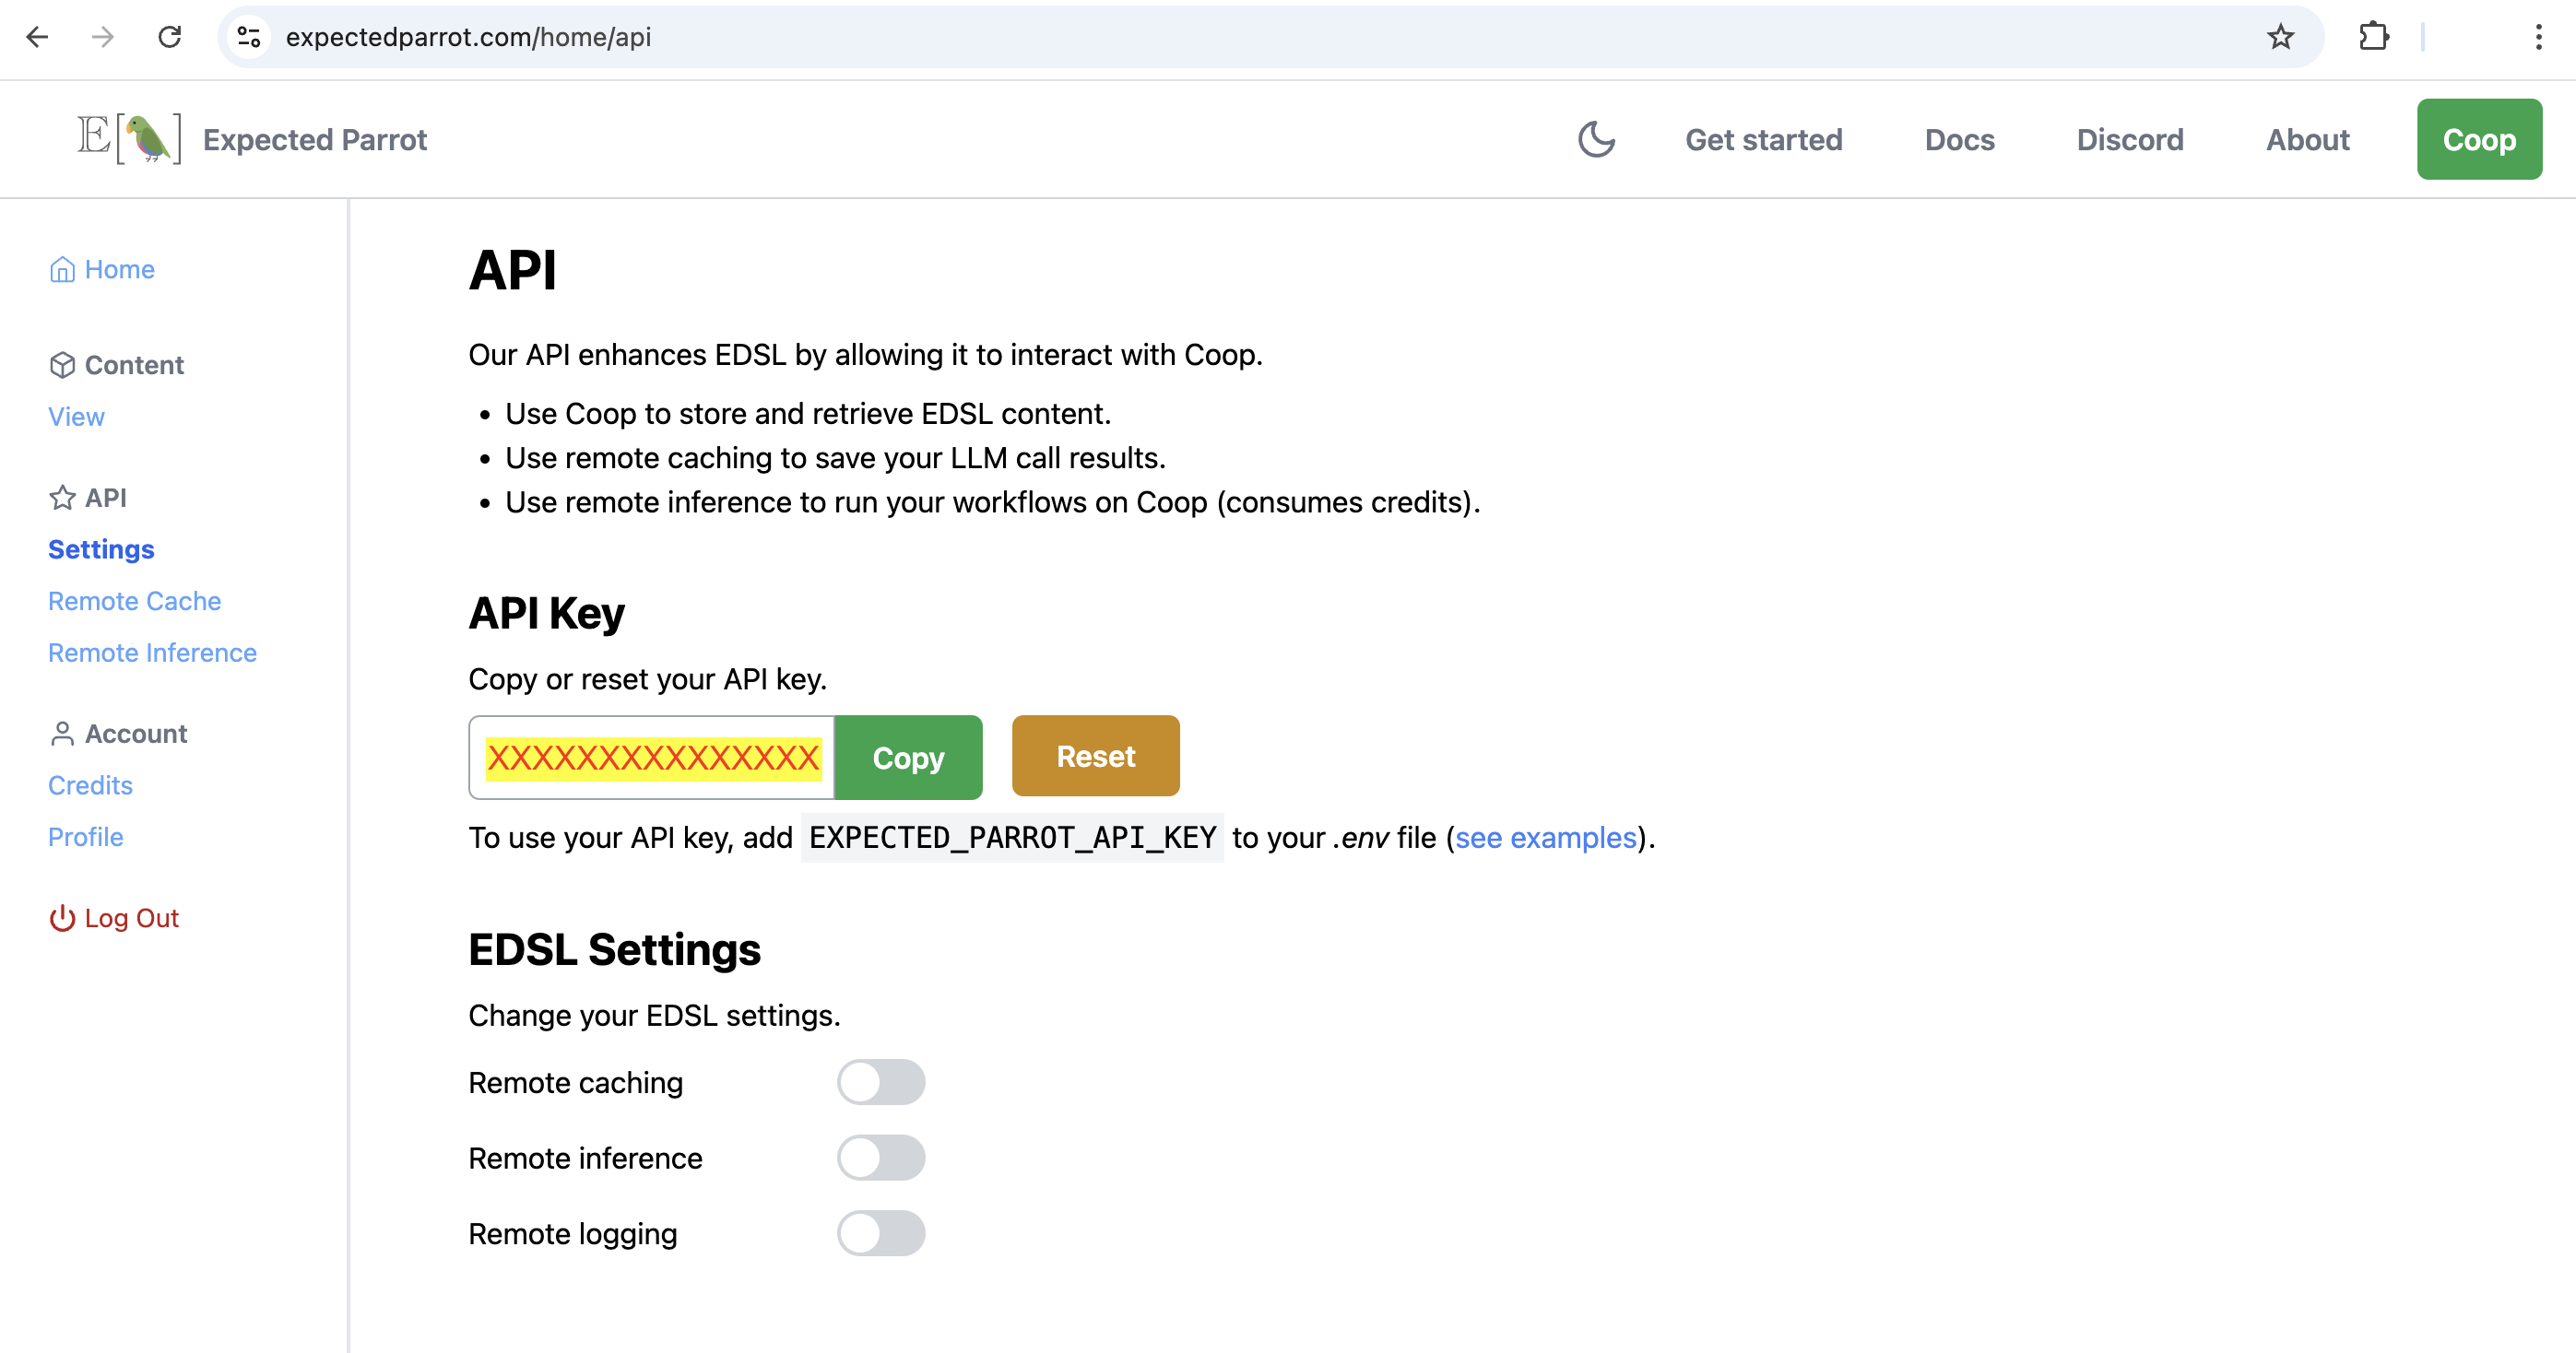 expectedparrot.com/home/api
E[ ] Expected Parrot
Get started
Docs
Discord
About
Coop
Home
Content
View
API
Settings
Remote Cache
Remote Inference
Account
Credits
Profile
Log Out
API
Our API enhances EDSL by allowing it to interact with Coop.
• Use Coop to store and retrieve EDSL content.
• Use remote caching to save your LLM call results.
• Use remote inference to run your workflows on Coop (consumes credits).
API Key
Copy or reset your API key.
XXXXXXXXXXXXXXX
Copy
Reset
To use your API key, add EXPECTED_PARROT_API_KEY to your .env file (see examples).
EDSL Settings
Change your EDSL settings.
Remote caching
Remote inference
Remote logging